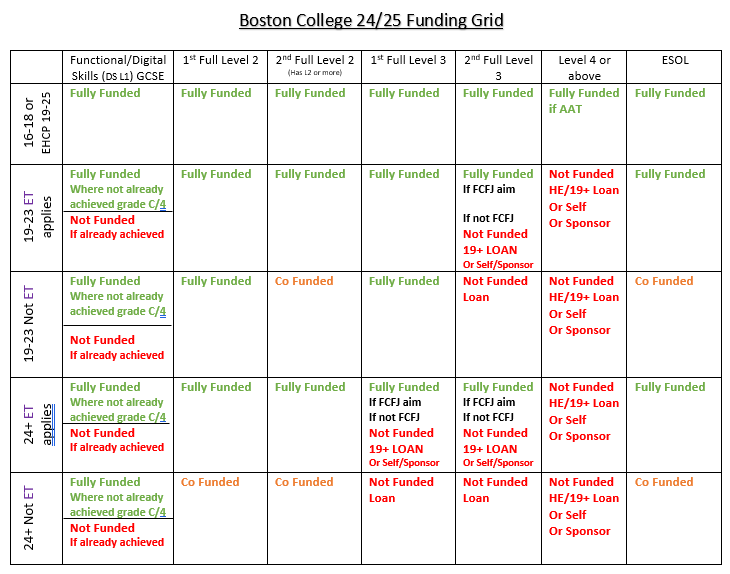 Boston College 24/25 Funding Grid
Functional/Digital
Skills (DS L1) GCSE
1st Full Level 2
2nd Full Level 2
(Has L2 or more)
1st Full Level 3
2nd Full Level
3
Level 4 or
above
ESOL
16-18 or
EHCP 19-25
Fully Funded
Fully Funded
Fully Funded
Fully Funded
Fully Funded
Fully Funded
if AAT
Fully Funded
19-23 ET
applies
Fully Funded
Where not already
achieved grade C/4
Not Funded
If already achieved
Fully Funded
Fully Funded
Fully Funded
Fully Funded
If FCFJ aim
If not FCFJ
Not Funded
19+ LOAN
Or Self/Sponsor
Not Funded
HE/19+ Loan
Or Self
Or Sponsor
Fully Funded
19-23 Not ET
Fully Funded
Where not already
achieved grade C/4
Not Funded
If already achieved
Fully Funded
Co Funded
Fully Funded
Not Funded
Loan
Not Funded
HE/19+ Loan
Or Self
Or Sponsor
Co Funded
24+ ET
applies
Fully Funded
Where not already
achieved grade C/4
Not Funded
If already achieved
Fully Funded
Fully Funded
Fully Funded
If FCFJ aim
If not FCFJ
Not Funded
19+ LOAN
Or Self/Sponsor
Fully Funded
If FCFJ aim
If not FCFJ
Not Funded
19+ LOAN
Or Self/Sponsor
Not Funded
HE/19+ Loan
Or Self
Or Sponsor
Fully Funded
24+ Not ET
Fully Funded
Where not already
achieved grade C/4
Not Funded
If already achieved
Co Funded
Co Funded
Not Funded
Loan
Not Funded
Loan
Not Funded
HE/19+ Loan
Or Self
Or Sponsor
Co Funded